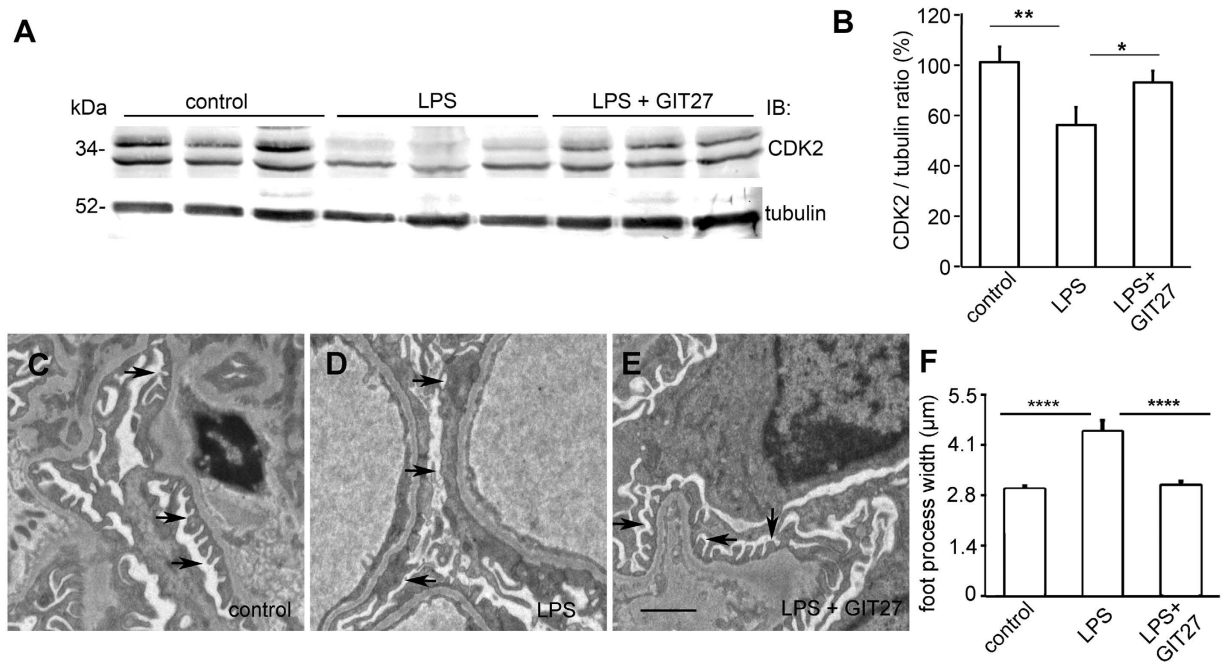 A
control
LPS
LPS + GIT27
kDa
IB:
34-
CDK2
52-
tubulin
B
CDK2 / tubulin ratio (%)
120
100
80
60
40
20
0
**
*
control
LPS
LPS+
GIT27
C
control
D
LPS
E
LPS + GIT27
F
foot process width (µm)
5.5
4.1
2.8
1.4
0
****
****
control
LPS
LPS+
GIT27